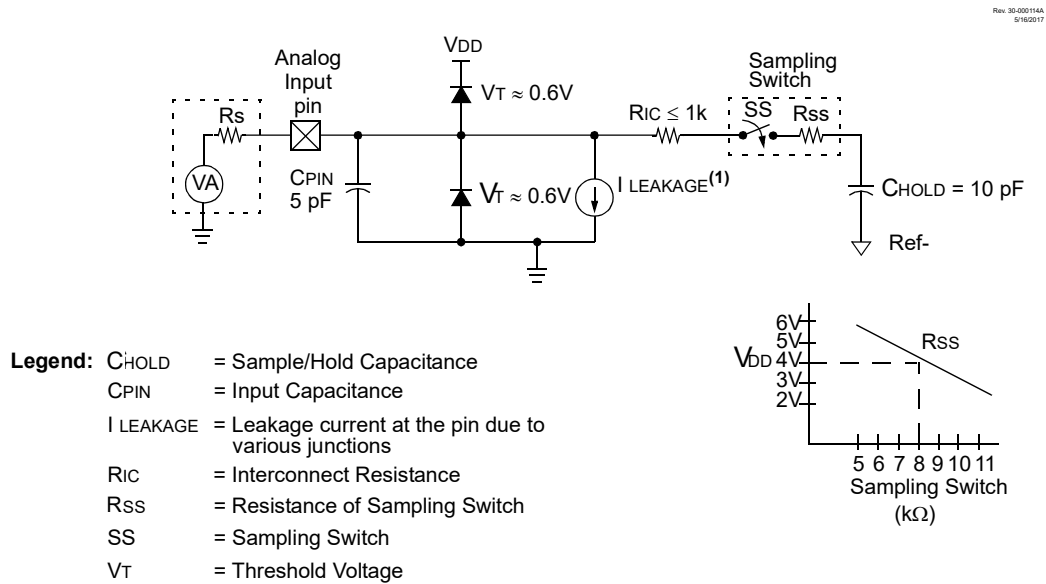 Rev. 30-000114A
5/16/2017
VDD
Analog
Input
pin
Sampling
Switch
VT ≈ 0.6V
RIC ≤ 1k
SS
Rss
Rs
VA
CPIN
5 pF
VT ≈ 0.6V
I LEAKAGE(1)
CHOLD = 10 pF
Ref-
Legend: CHOLD = Sample/Hold Capacitance
CPIN = Input Capacitance
I LEAKAGE = Leakage current at the pin due to
various junctions
RIC = Interconnect Resistance
RSS = Resistance of Sampling Switch
SS = Sampling Switch
VT = Threshold Voltage
6V
5V
VDD 4V
3V
2V
RSS
5 6 7 8 9 10 11
Sampling Switch
(kΩ)